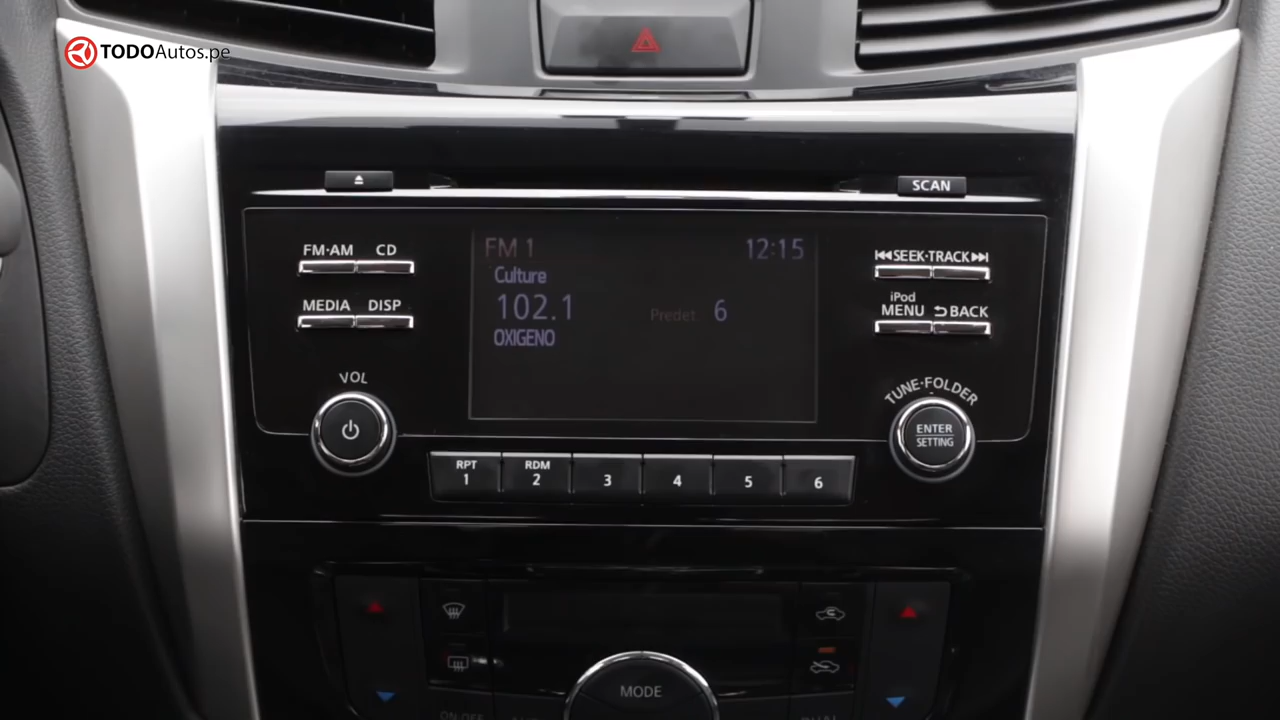 TODOAutos.pe
SCAN
FM·AM CD
MEDIA DISP
VOL
FM 1 12:15
Culture
102.1 Predet 6
OXIGENO
SEEK·TRACK
iPod
MENU BACK
TUNE·FOLDER
ENTER
SETTING
RPT RDM
1 2 3 4 5 6
MODE